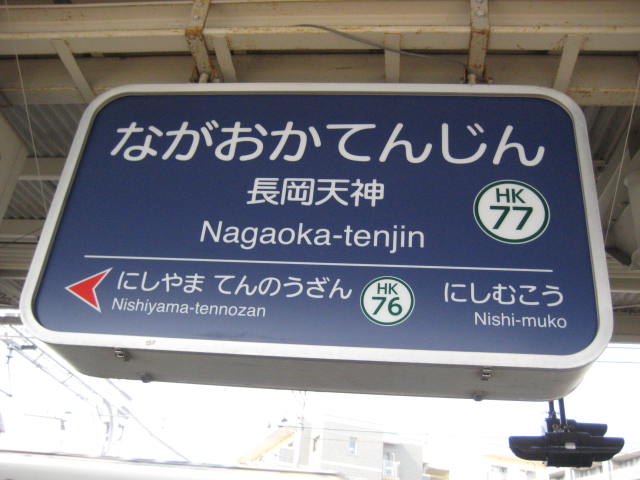 ながおかてんじん
長岡天神
HK
77
Nagaoka-tenjin
にしやま てんのうざん
Nishiyama-tennozan
HK
76
にしむこう
Nishi-muko